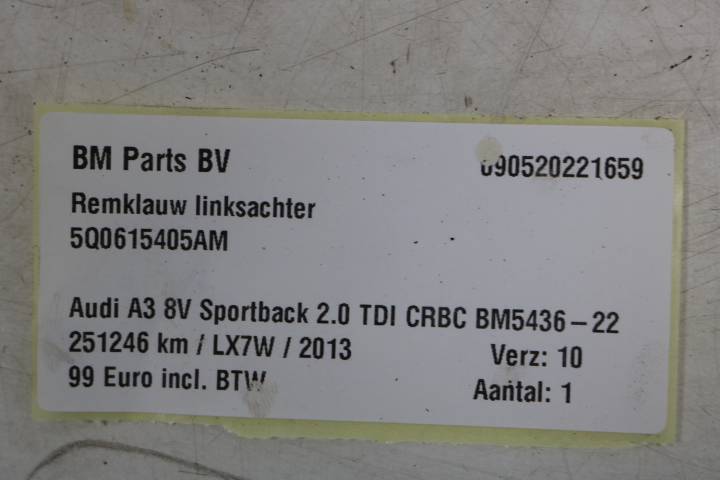 BM Parts BV 090520221659
Remklauw linksachter
5Q0615405AM
Audi A3 8V Sportback 2.0 TDI CRBC BM5436-22
251246 km / LX7W / 2013 Verz: 10
99 Euro incl. BTW Aantal: 1